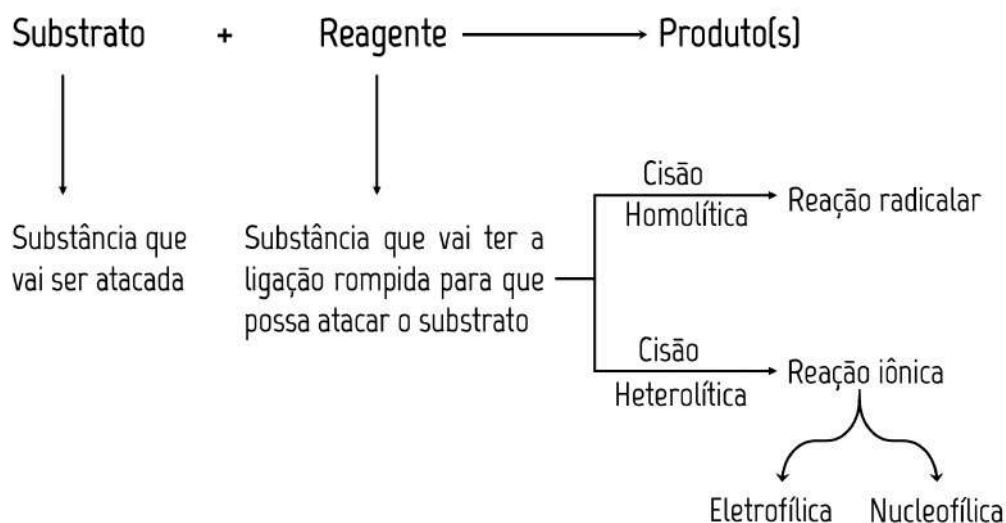 Substrato + Reagente Produto(s)
Substância que
vai ser atacada
Substância que vai ter a
ligação rompida para que
possa atacar o substrato
Cisão
Homolítica
Reação radicalar
Cisão
Heterolítica
Reação iônica
Eletrofílica Nucleofílica